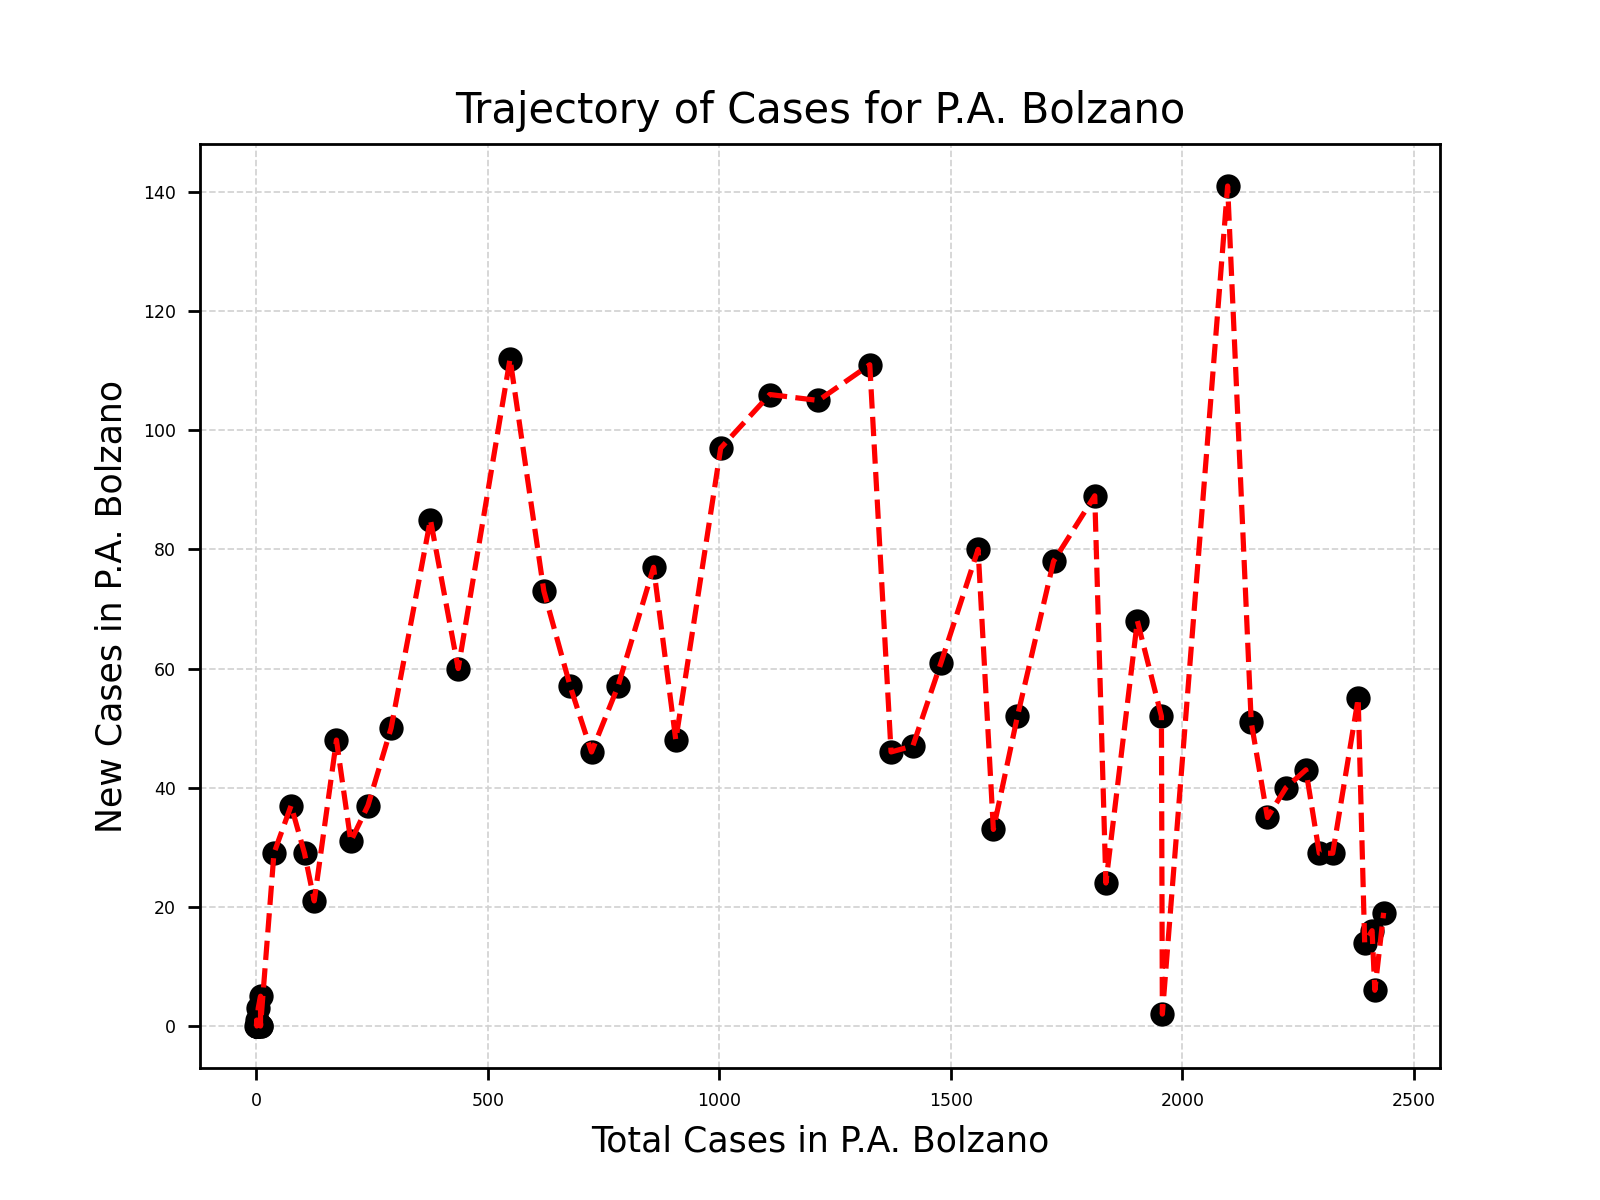 Trajectory of Cases for P.A. Bolzano
140
120
100
80
60
40
20
0
New Cases in P.A. Bolzano
0 500 1000 1500 2000 2500
Total Cases in P.A. Bolzano